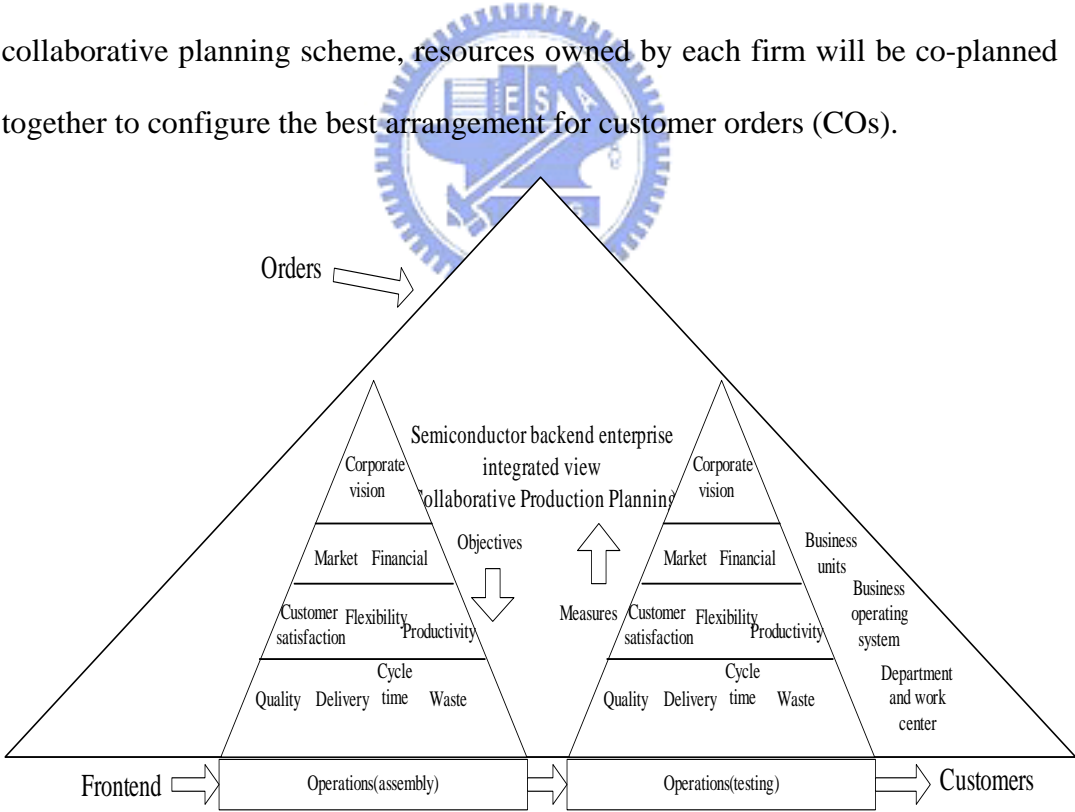 collaborative planning scheme, resources owned by each firm will be co-planned
together to configure the best arrangement for customer orders (COs).
ESA
Orders
Semiconductor backend enterprise
integrated view
ollaborative Production Planning
Corporate
vision
Market Financial
Customer
satisfaction
Flexibility
Productivity
Quality Delivery
Cycle
time
Waste
Objectives
Measures
Corporate
vision
Market Financial
Customer
satisfaction
Flexibility
Productivity
Quality Delivery
Cycle
time
Waste
Business
units
Business
operating
system
Department
and work
center
Frontend
Operations(assembly)
Operations(testing)
Customers